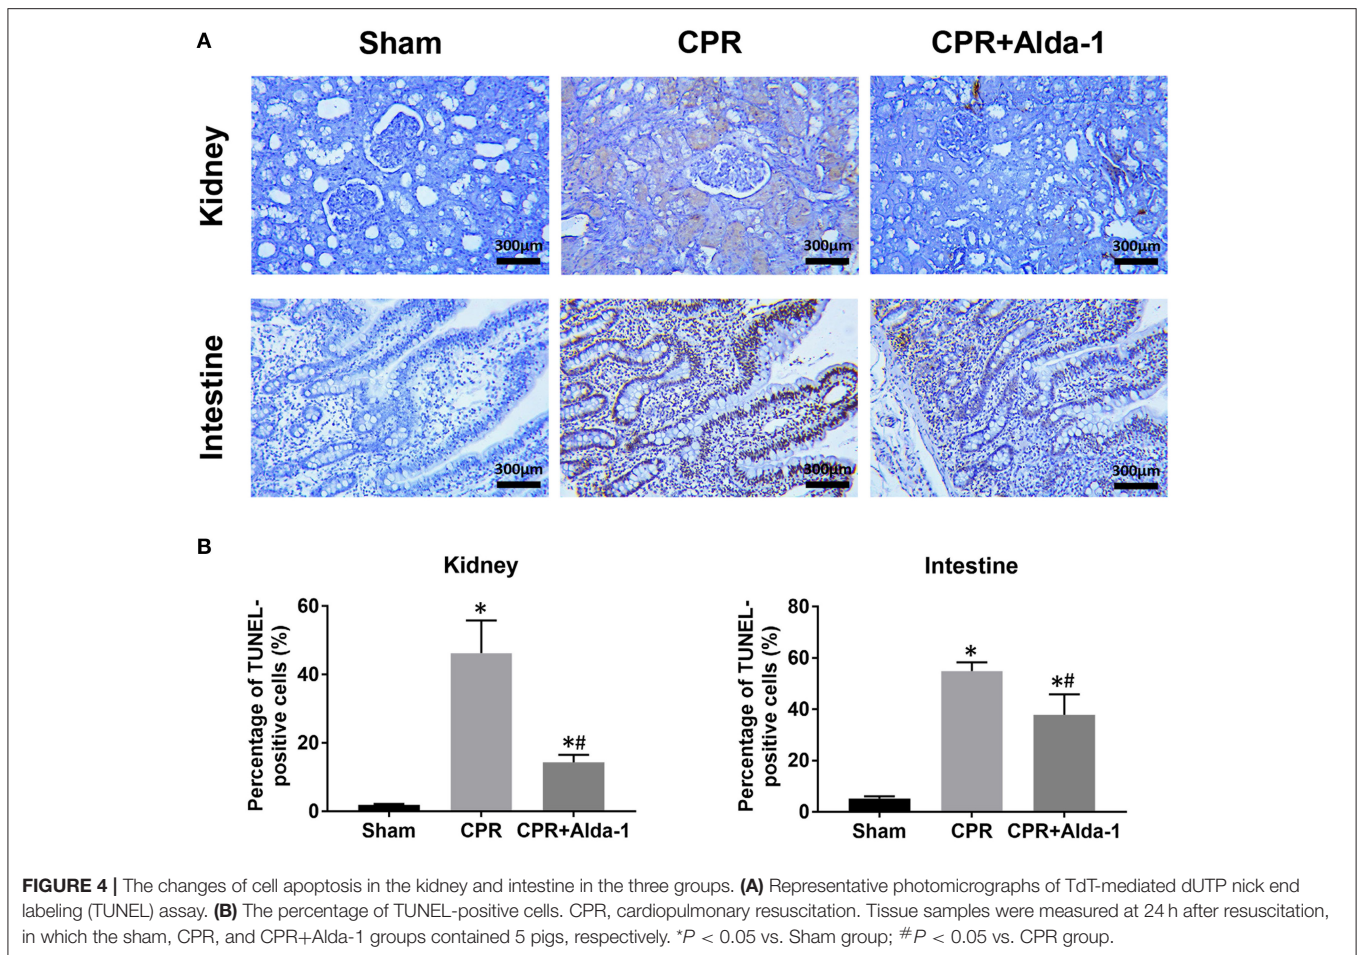 A
Sham
CPR
CPR+Alda-1
Kidney
300µm
300µm
300µm
Intestine
300µm
300µm
300µm
B
Kidney
Percentage of TUNEL-
positive cells (%)
60
40
20
0
*
*#
Sham
CPR
CPR+Alda-1
Intestine
Percentage of TUNEL-
positive cells (%)
80
60
40
20
0
*
*#
Sham
CPR
CPR+Alda-1
FIGURE 4 | The changes of cell apoptosis in the kidney and intestine in the three groups. (A) Representative photomicrographs of TdT-mediated dUTP nick end
labeling (TUNEL) assay. (B) The percentage of TUNEL-positive cells. CPR, cardiopulmonary resuscitation. Tissue samples were measured at 24 h after resuscitation,
in which the sham, CPR, and CPR+Alda-1 groups contained 5 pigs, respectively. *P < 0.05 vs. Sham group; #P < 0.05 vs. CPR group.